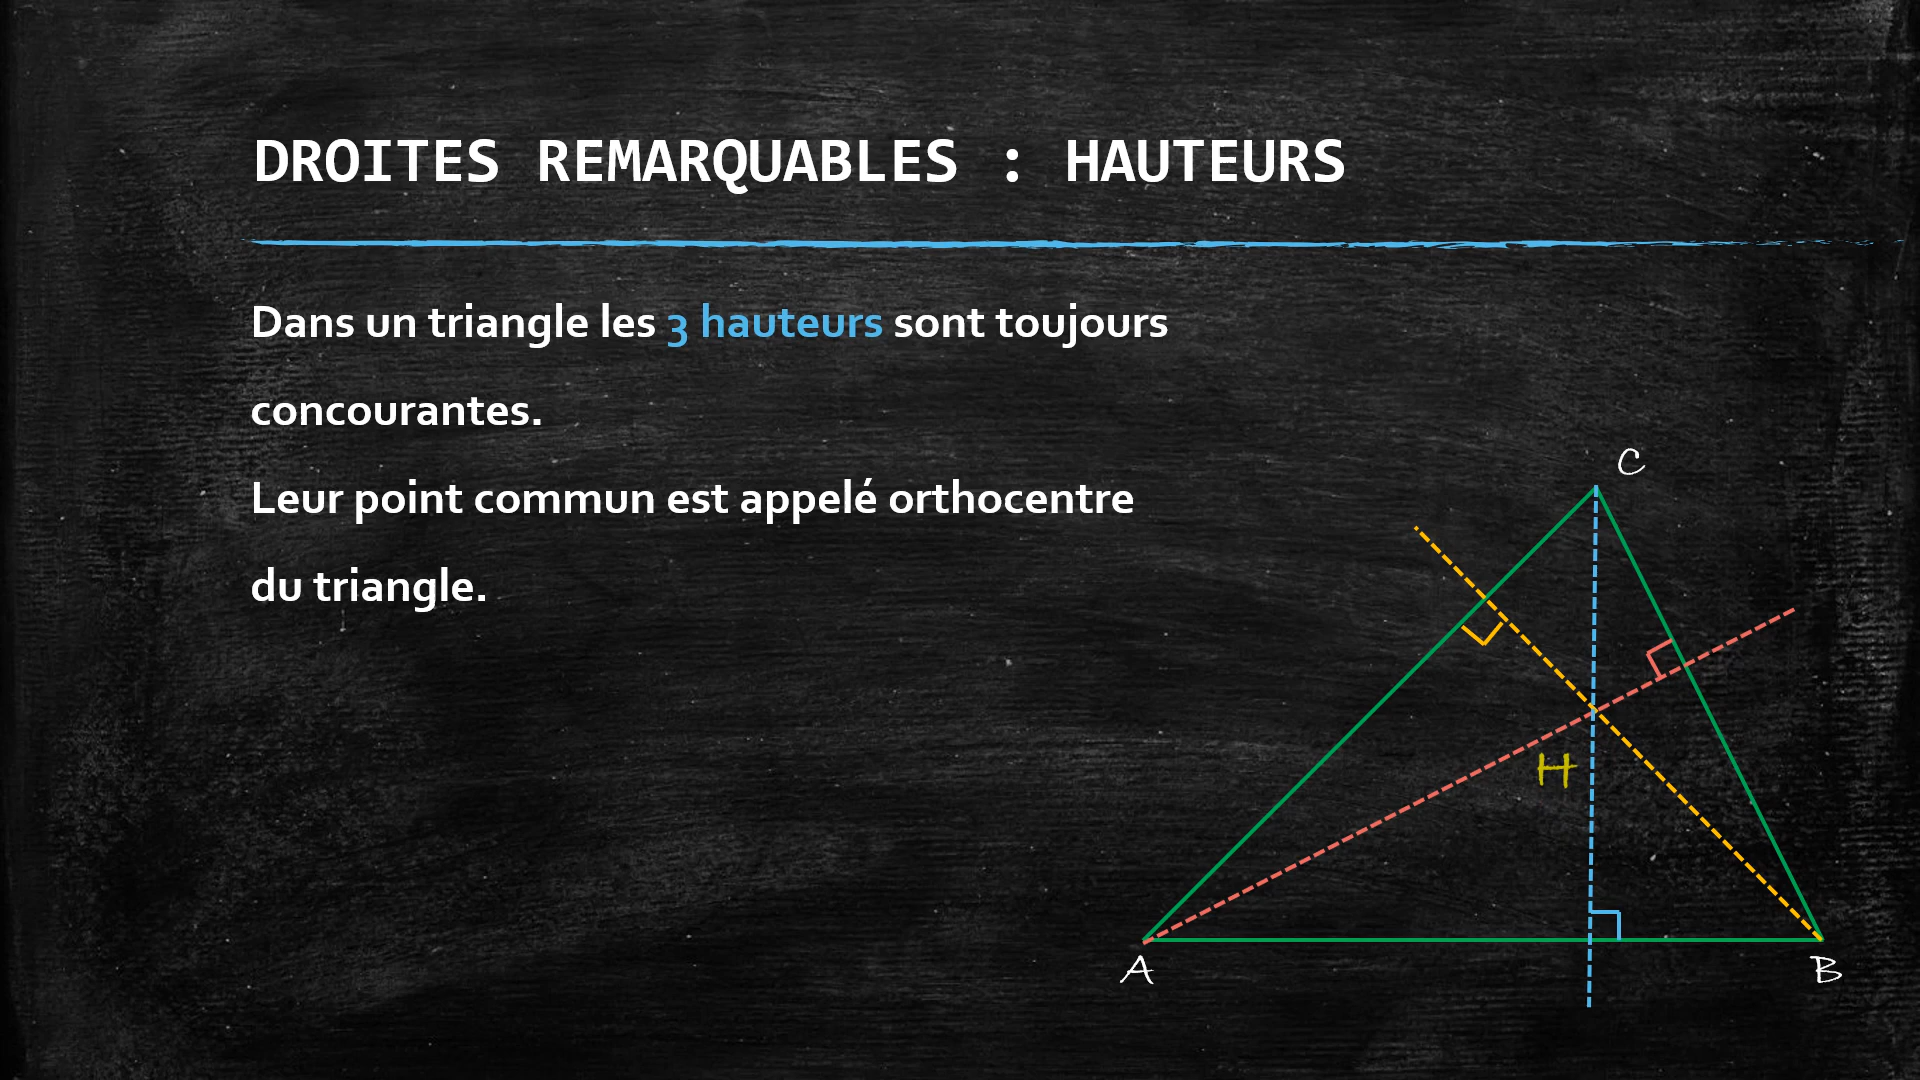 DROITES REMARQUABLES : HAUTEURS
Dans un triangle les 3 hauteurs sont toujours
concourantes.
Leur point commun est appelé orthocentre
du triangle.
C
H
A
B